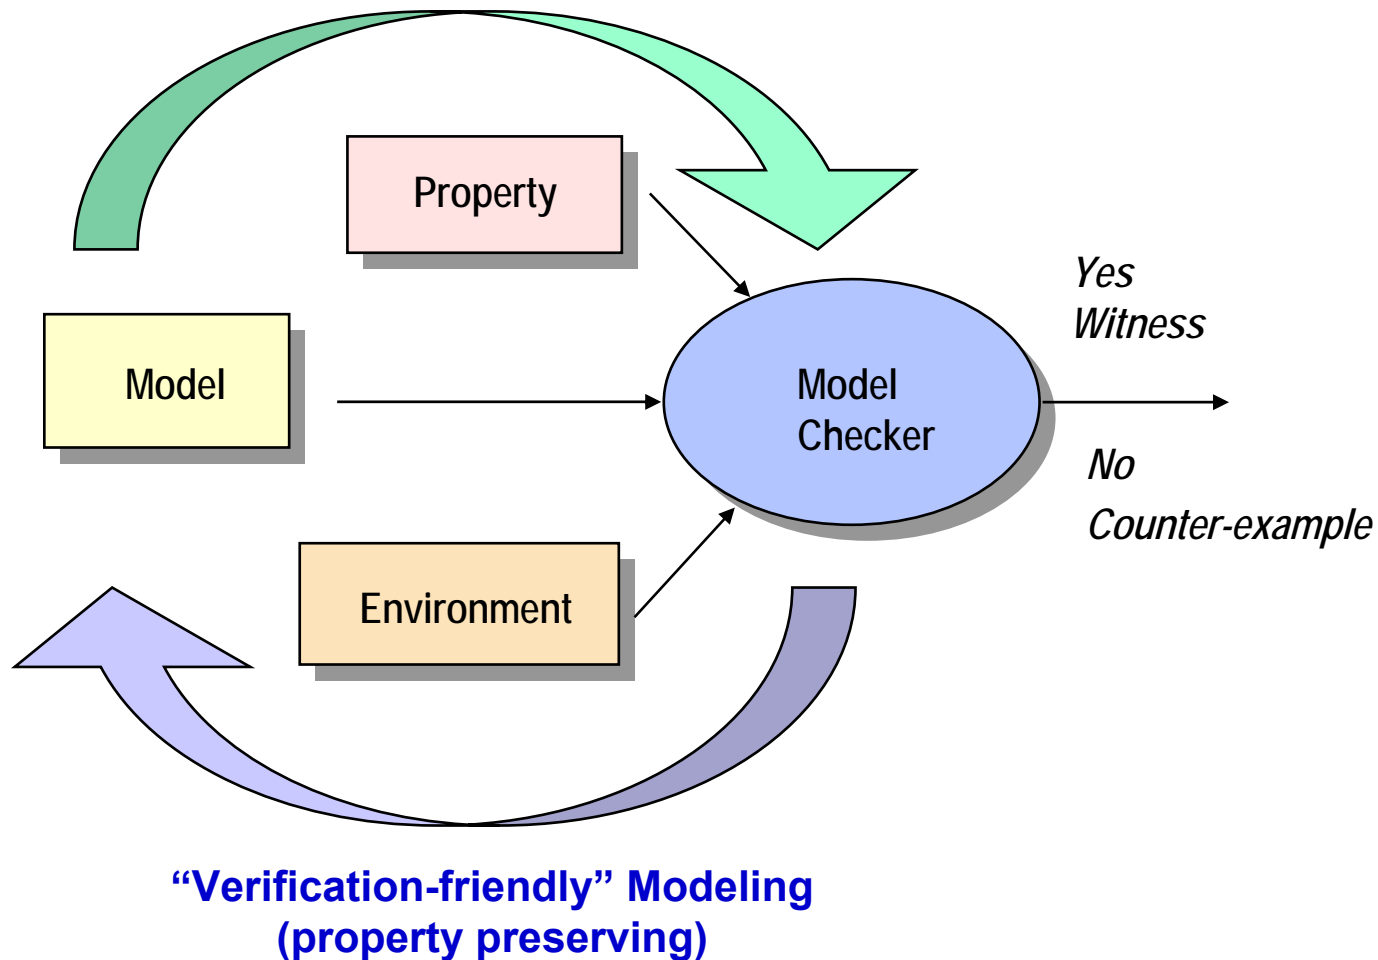 Property
Yes
Witness
Model
Model
Checker
No
Counter-example
Environment
“Verification-friendly” Modeling
(property preserving)